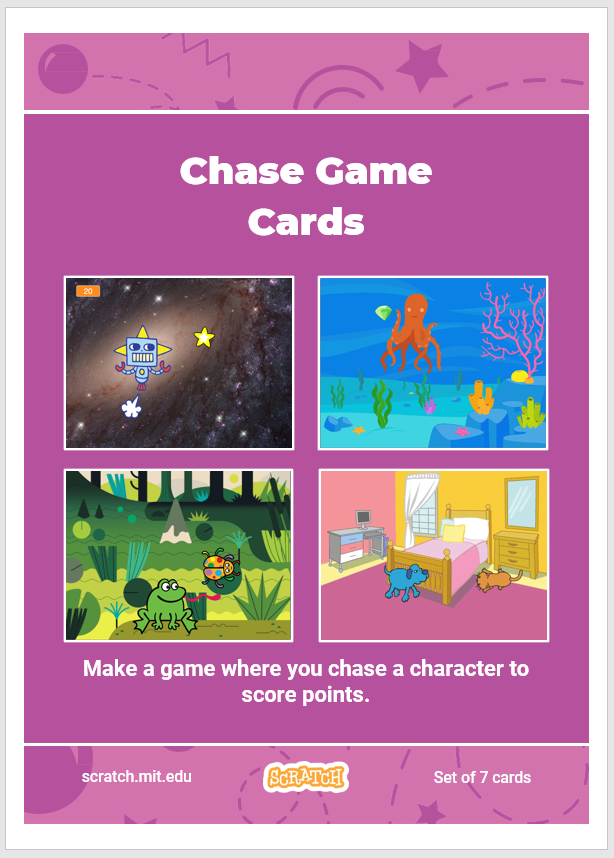 Chase Game
Cards
20
Make a game where you chase a character to
score points.
scratch.mit.edu
SCRATCH
Set of 7 cards